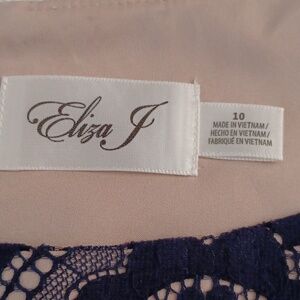 Eliza J
10
MADE IN VIETNAM/
HECHO EN VIETNAM/
FABRIQUÉ EN VIETNAM